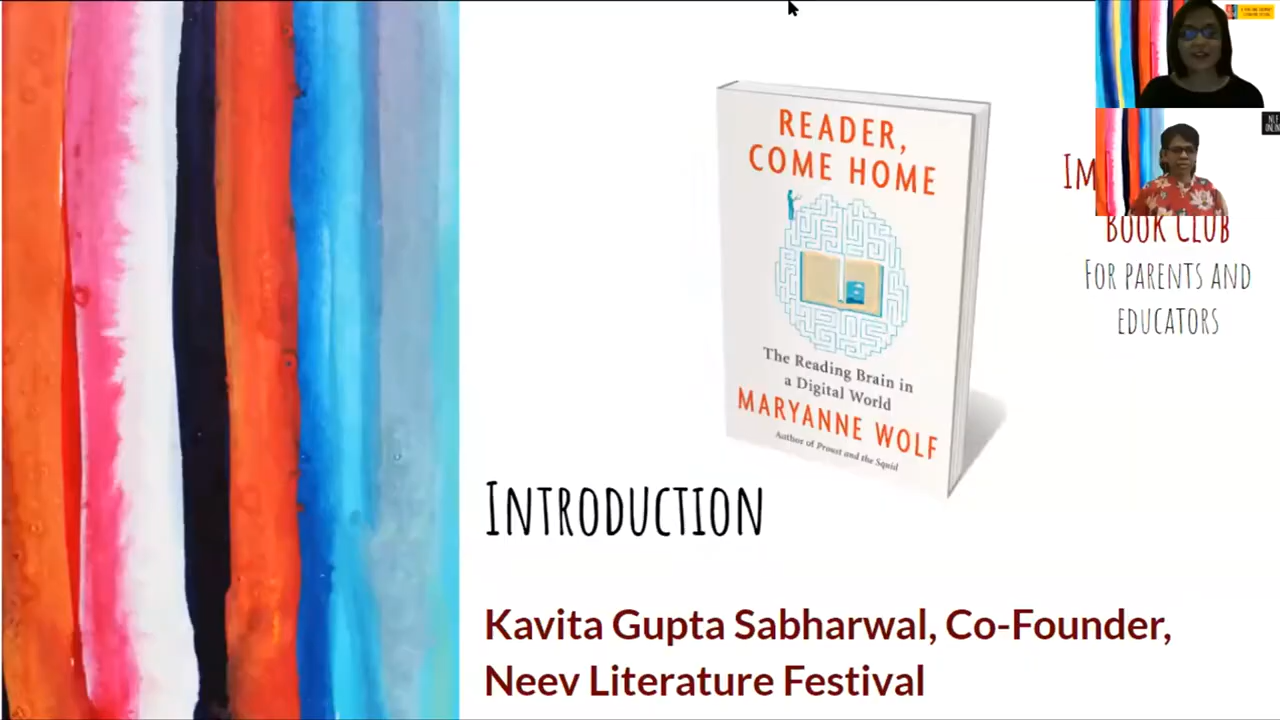 READER,
COME HOME
The Reading Brain in
a Digital World
MARYANNE WOLF
Author of Proust and the Squid
BOOK CLUB
FOR PARENTS AND
EDUCATORS
INTRODUCTION
Kavita Gupta Sabharwal, Co-Founder,
Neev Literature Festival